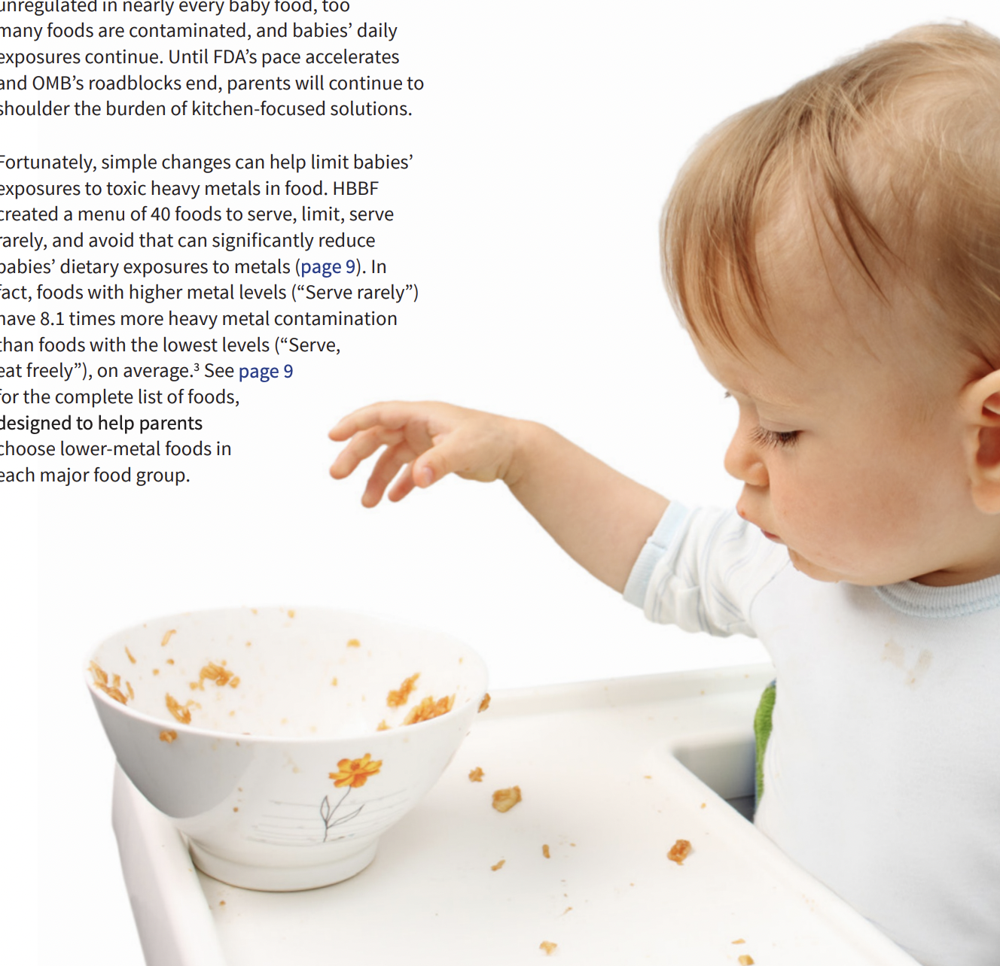 unregulated in nearly every baby food, too
many foods are contaminated, and babies’ daily
exposures continue. Until FDA’s pace accelerates
and OMB’s roadblocks end, parents will continue to
shoulder the burden of kitchen-focused solutions.
Fortunately, simple changes can help limit babies’
exposures to toxic heavy metals in food. HBBF
created a menu of 40 foods to serve, limit, serve
rarely, and avoid that can significantly reduce
babies’ dietary exposures to metals (page 9). In
fact, foods with higher metal levels (“Serve rarely”)
have 8.1 times more heavy metal contamination
than foods with the lowest levels (“Serve,
eat freely”), on average.³ See page 9
for the complete list of foods,
designed to help parents
choose lower-metal foods in
each major food group.